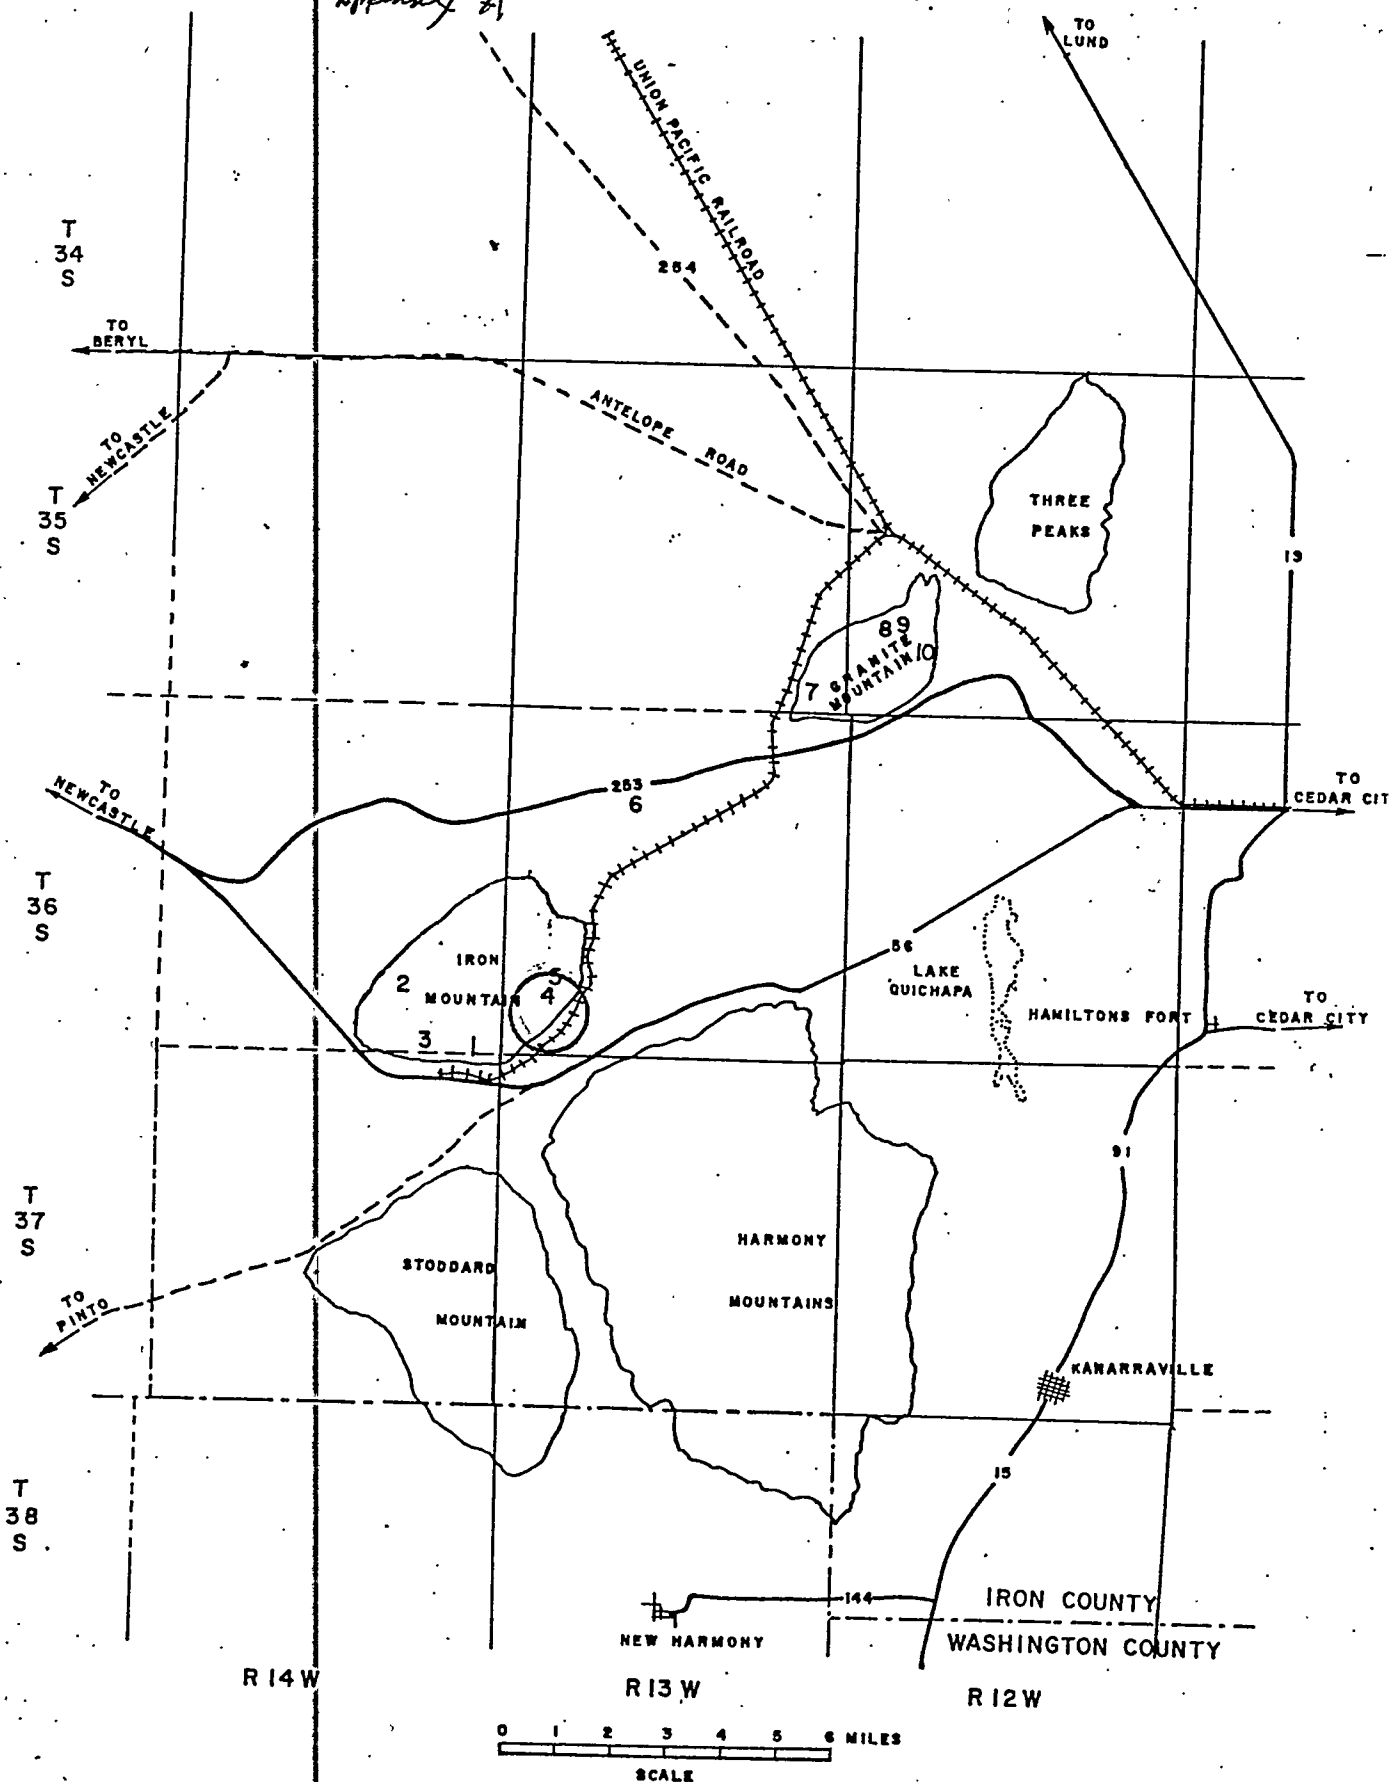 TO
LUND
UNION PACIFIC RAILROAD
T
34
S
254
TO
BERYL
ANTELOPE ROAD
TO
NEWCASTLE
T
35
S
THREE
PEAKS
13
89
10
7
GRANITE
MOUNTAIN
TO
NEWCASTLE
253
6
TO
CEDAR CIT
T
36
S
56
IRON
MOUNTAIN
2
5
4
3
1
LAKE
QUICHAPA
HAMILTONS FORT
TO
CEDAR CITY
91
T
37
S
HARMONY
MOUNTAINS
STODDARD
MOUNTAIN
TO
PINTO
KANARRAVILLE
15
T
38
S
144
IRON COUNTY
NEW HARMONY
WASHINGTON COUNTY
R 14 W
R 13 W
R 12 W
0 1 2 3 4 5 6 MILES
SCALE